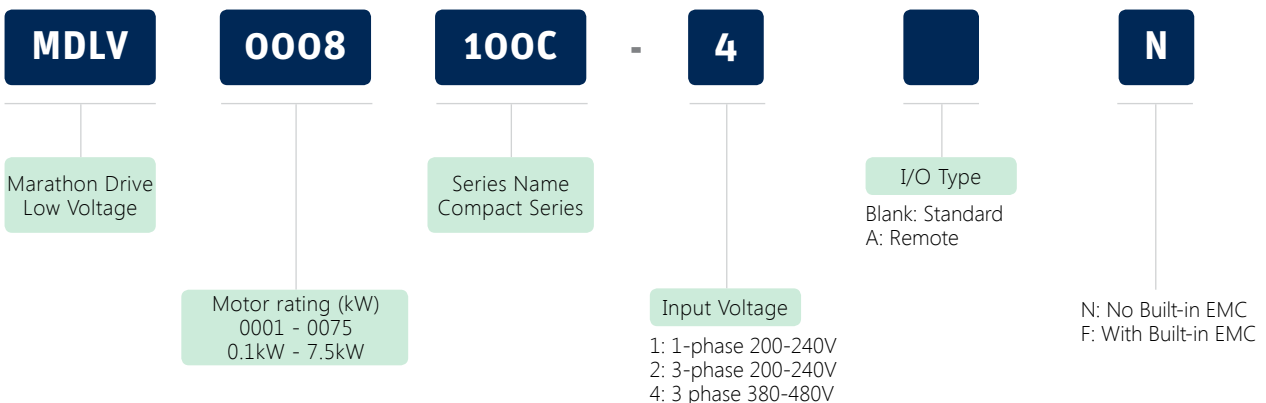 MDLV 0008 100C - 4 N
Marathon Drive
Low Voltage
Series Name
Compact Series
I/O Type
Blank: Standard
A: Remote
Motor rating (kW)
0001 - 0075
0.1kW - 7.5kW
Input Voltage
1: 1-phase 200-240V
2: 3-phase 200-240V
4: 3 phase 380-480V
N: No Built-in EMC
F: With Built-in EMC